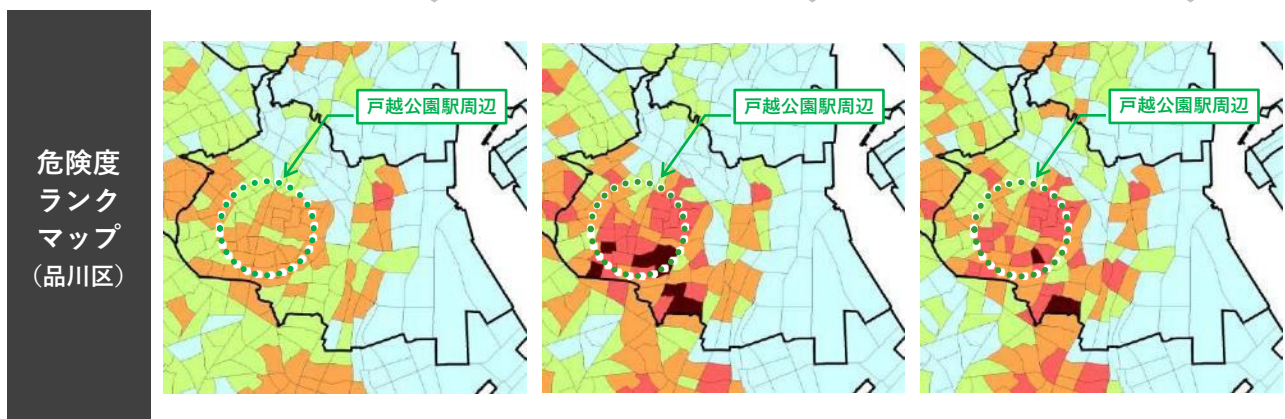 危険度
ランク
マップ
（品川区）
戸越公園駅周辺
戸越公園駅周辺
戸越公園駅周辺